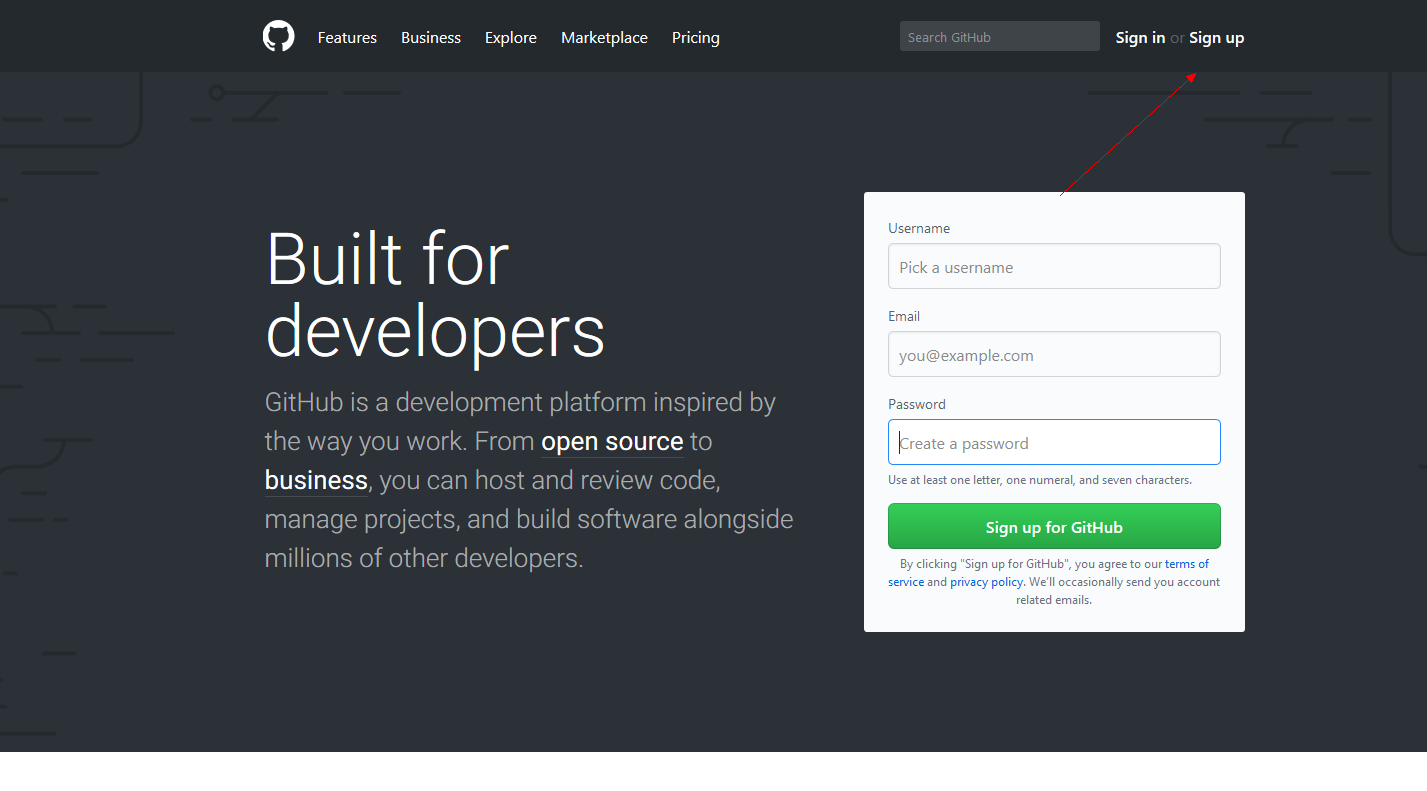 Features Business Explore Marketplace Pricing Search GitHub Sign in or Sign up
Built for
developers
GitHub is a development platform inspired by
the way you work. From open source to
business, you can host and review code,
manage projects, and build software alongside
millions of other developers.
Username
Pick a username
Email
you@example.com
Password
Create a password
Use at least one letter, one numeral, and seven characters.
Sign up for GitHub
By clicking "Sign up for GitHub", you agree to our terms of
service and privacy policy. We’ll occasionally send you account
related emails.